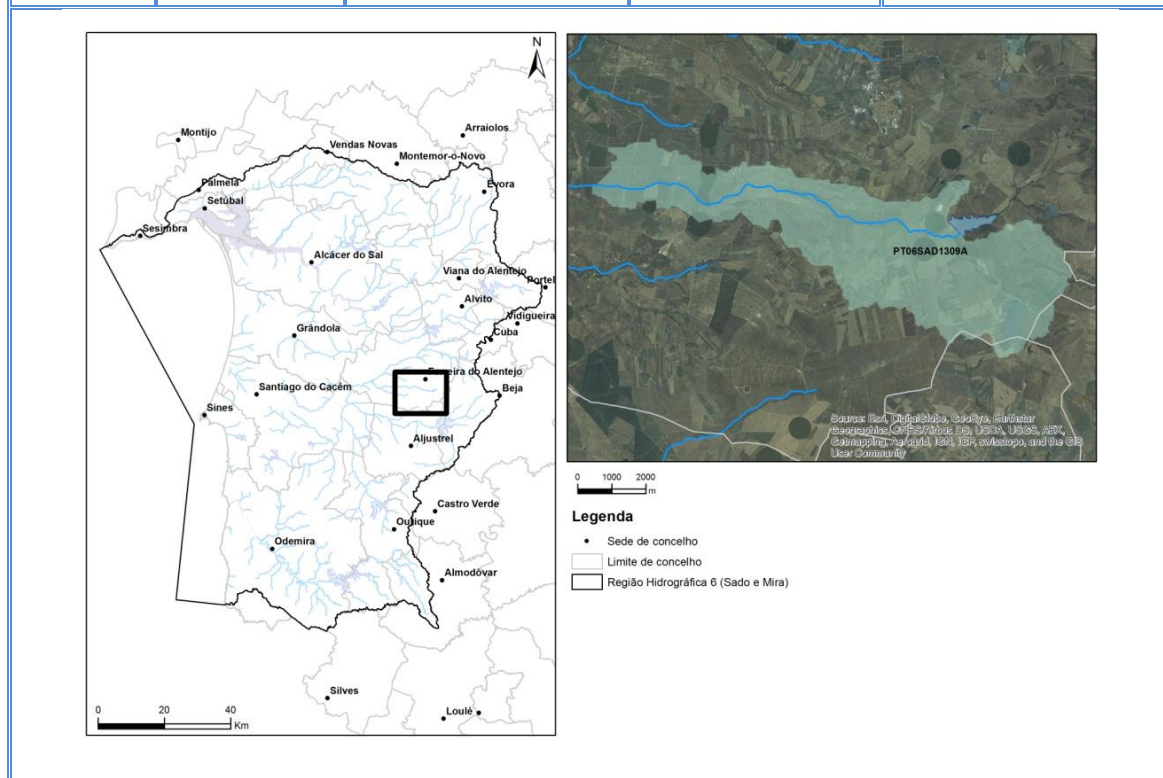 N
Montijo
Arraiolos
Vendas Novas
Montemor-o-Novo
Palmela
Évora
Setúbal
Sesimbra
Alcácer do Sal
Viana do Alentejo
Portel
Alvito
Vidigueira
Grândola
Cuba
Ferreira do Alentejo
Santiago do Cacém
Beja
Sines
Aljustrel
Castro Verde
Ourique
Odemira
Almodôvar
Silves
Loulé
0 20 40
Km
PT06SAD1309A
Source: Esri, DigitalGlobe, GeoEye, Earthstar
Geographics, CNES/Airbus DS, USDA, USGS, AEX,
Getmapping, Aerogrid, IGN, IGP, swisstopo, and the GIS
User Community
0 1000 2000
m
Legenda
Sede de concelho
Limite de concelho
Região Hidrográfica 6 (Sado e Mira)